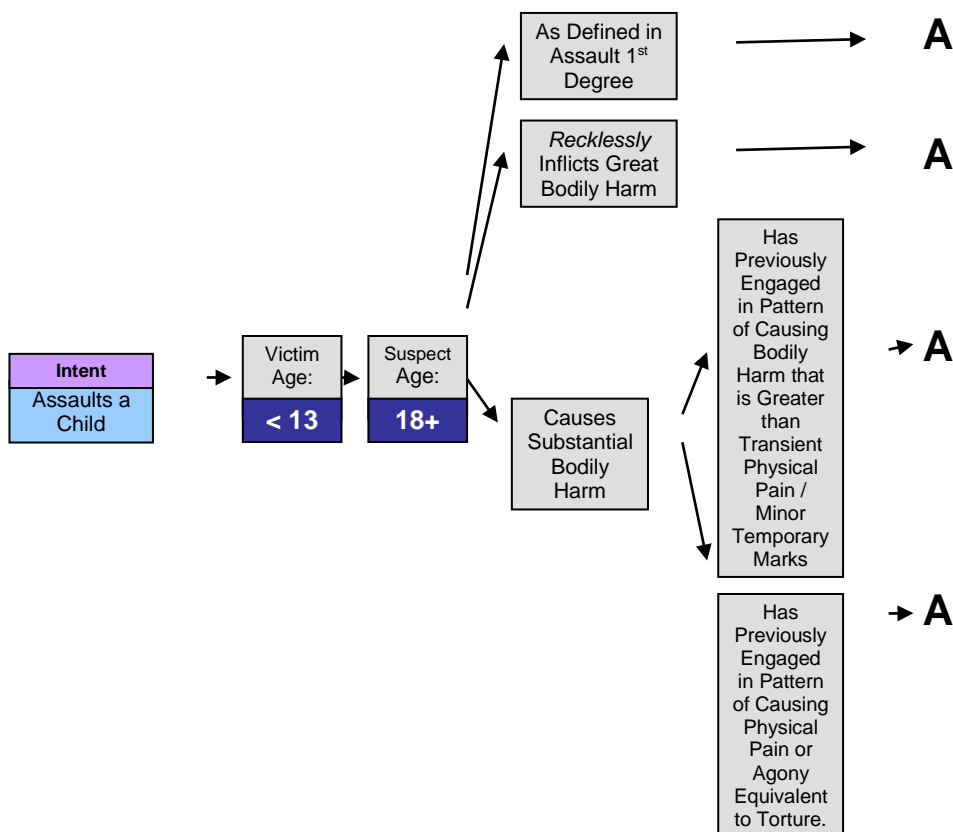 As Defined in
Assault 1st
Degree
A
Recklessly
Inflicts Great
Bodily Harm
A
Intent
Assaults a
Child
Victim
Age:
< 13
Suspect
Age:
18+
Causes
Substantial
Bodily
Harm
Has
Previously
Engaged
in Pattern
of Causing
Bodily
Harm that
is Greater
than
Transient
Physical
Pain /
Minor
Temporary
Marks
A
Has
Previously
Engaged
in Pattern
of Causing
Physical
Pain or
Agony
Equivalent
to Torture.
A